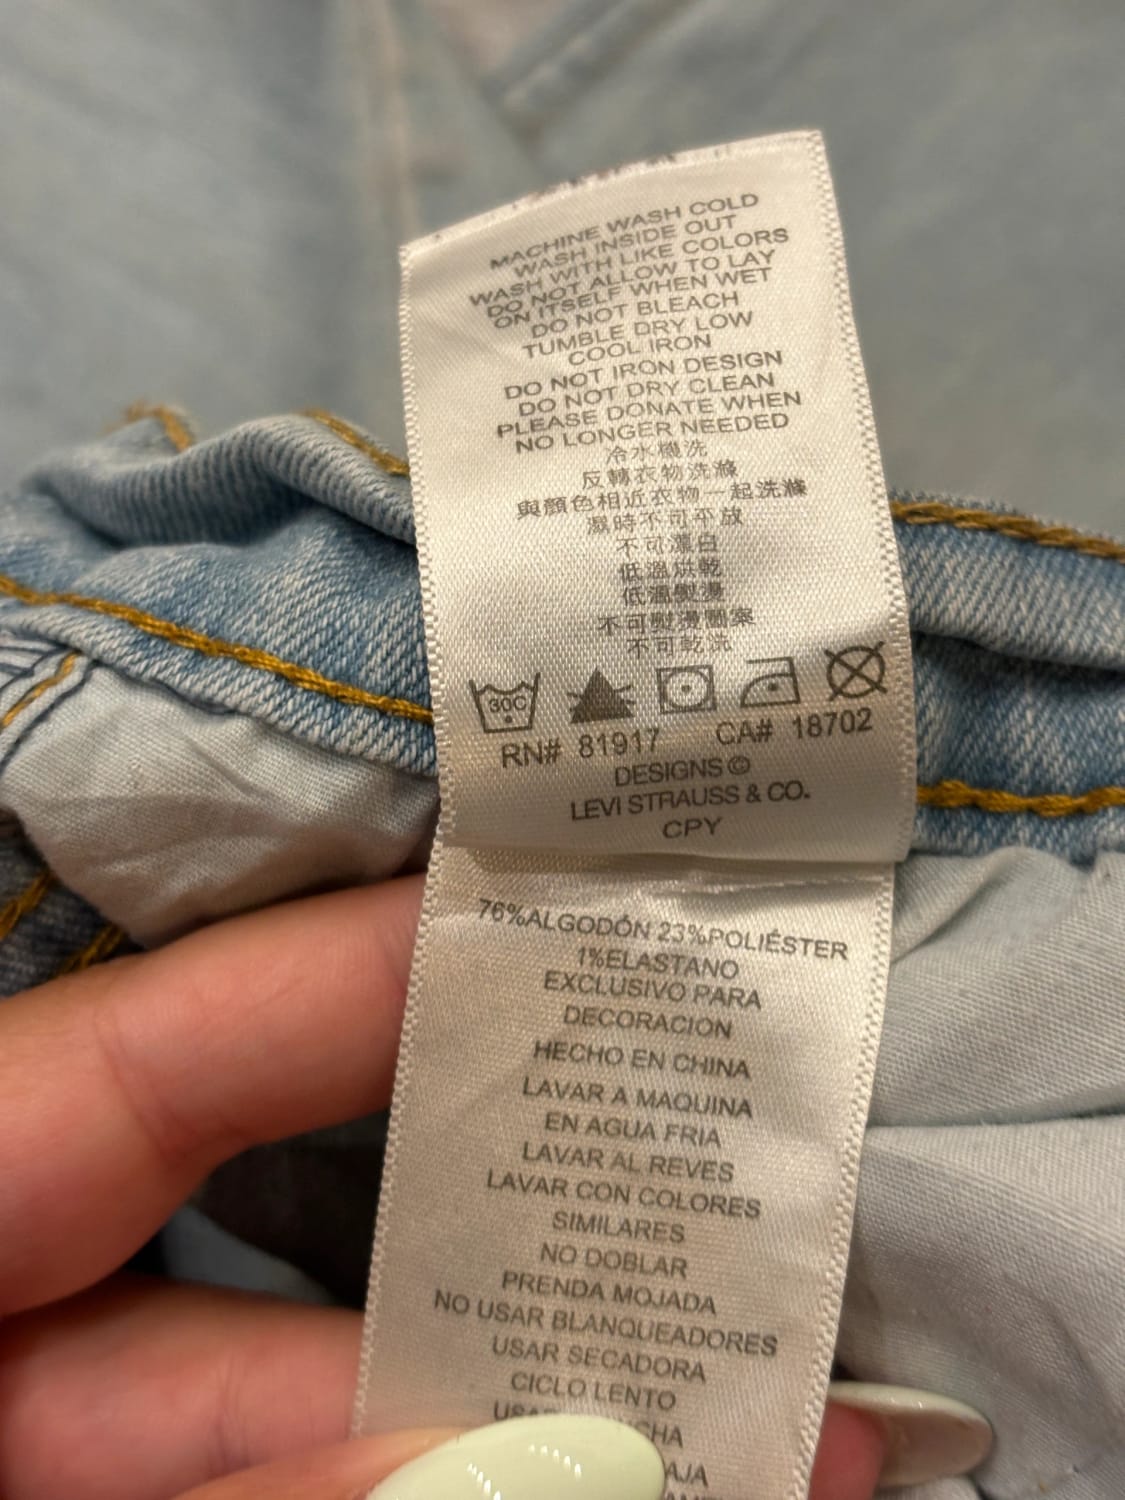 MACHINE WASH COLD
WASH INSIDE OUT
WASH WITH LIKE COLORS
DO NOT ALLOW TO LAY
ON ITSELF WHEN WET
DO NOT BLEACH
TUMBLE DRY LOW
COOL IRON
DO NOT IRON DESIGN
DO NOT DRY CLEAN
PLEASE DONATE WHEN
NO LONGER NEEDED
冷水機洗
反轉衣物洗滌
與顏色相近衣物一起洗滌
濕時不可平放
不可漂白
低溫烘乾
低溫熨燙
不可熨燙圖案
不可乾洗
30C
RN# 81917 CA# 18702
DESIGNS ©
LEVI STRAUSS & CO.
CPY
76%ALGODÓN 23%POLIÉSTER
1%ELASTANO
EXCLUSIVO PARA
DECORACION
HECHO EN CHINA
LAVAR A MAQUINA
EN AGUA FRIA
LAVAR AL REVES
LAVAR CON COLORES
SIMILARES
NO DOBLAR
PRENDA MOJADA
NO USAR BLANQUEADORES
USAR SECADORA
CICLO LENTO